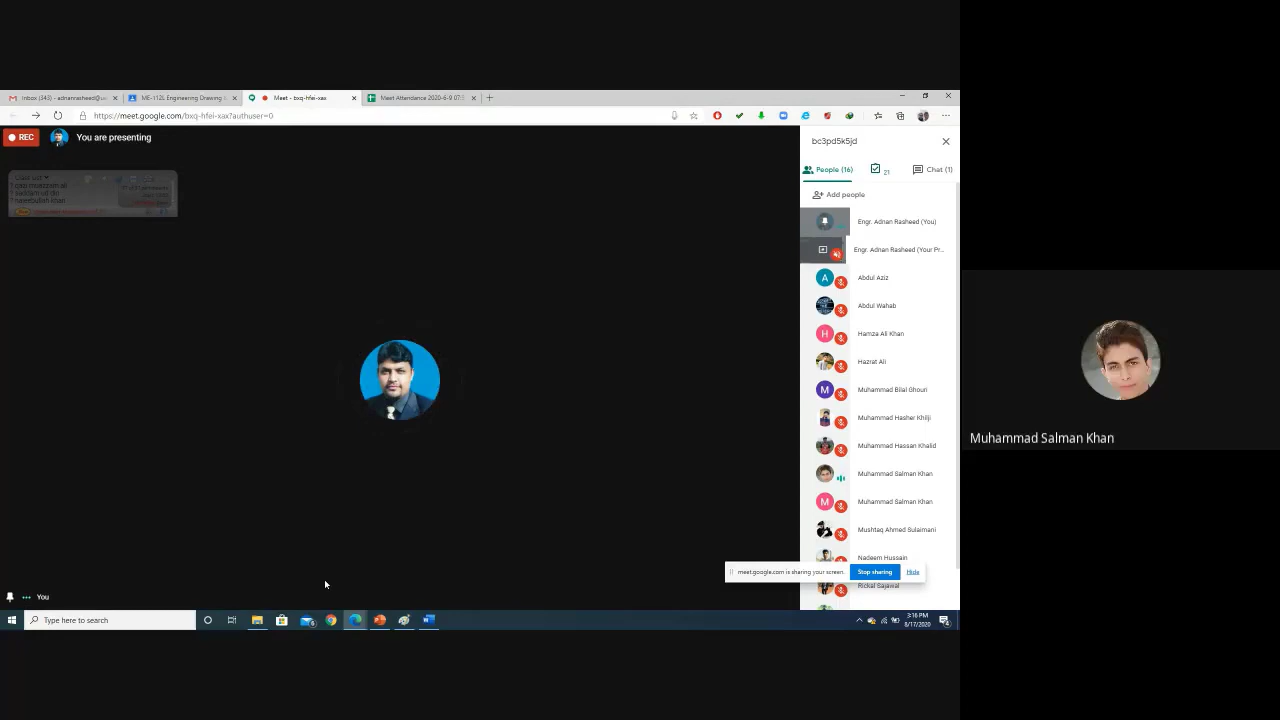 Inbox (343) - adnanrasheed@u
ME-112L Engineering Drawing &
Meet - bxq-hfei-xax
Meet Attendance 2020-6-9 07:5
https://meet.google.com/bxq-hfei-xax?authuser=0
REC
You are presenting
bc3pd5k5jd
People (16)
21
Chat (1)
Add people
Engr. Adnan Rasheed (You)
Engr. Adnan Rasheed (Your Pr...
A
Abdul Aziz
Abdul Wahab
H
Hamza Ali Khan
Hazrat Ali
M
Muhammad Bilal Ghouri
Muhammad Hasher Khilji
Muhammad Hassan Khalid
Muhammad Salman Khan
M
Muhammad Salman Khan
Mushtaq Ahmed Sulaimani
Nadeem Hussain
meet.google.com is sharing your screen.
Stop sharing
Hide
Rickal Sajawal
You
Type here to search
3:16 PM
8/17/2020
Muhammad Salman Khan